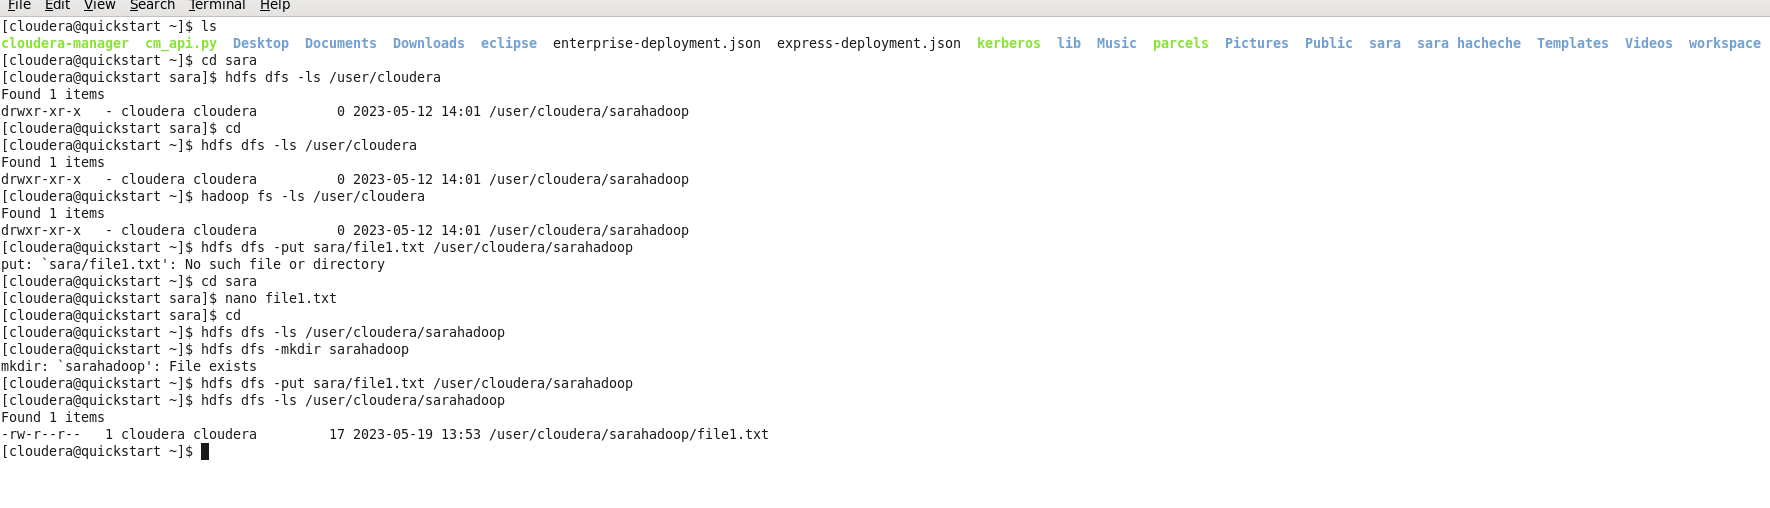 File Edit View Search Terminal Help
[cloudera@quickstart ~]$ ls
cloudera-manager  cm_api.py  Desktop  Documents  Downloads  eclipse  enterprise-deployment.json  express-deployment.json  kerberos  lib  Music  parcels  Pictures  Public  sara  sara hacheche  Templates  Videos  workspace
[cloudera@quickstart ~]$ cd sara
[cloudera@quickstart sara]$ hdfs dfs -ls /user/cloudera
Found 1 items
drwxr-xr-x   - cloudera cloudera          0 2023-05-12 14:01 /user/cloudera/sarahadoop
[cloudera@quickstart sara]$ cd
[cloudera@quickstart ~]$ hdfs dfs -ls /user/cloudera
Found 1 items
drwxr-xr-x   - cloudera cloudera          0 2023-05-12 14:01 /user/cloudera/sarahadoop
[cloudera@quickstart ~]$ hadoop fs -ls /user/cloudera
Found 1 items
drwxr-xr-x   - cloudera cloudera          0 2023-05-12 14:01 /user/cloudera/sarahadoop
[cloudera@quickstart ~]$ hdfs dfs -put sara/file1.txt /user/cloudera/sarahadoop
put: `sara/file1.txt': No such file or directory
[cloudera@quickstart ~]$ cd sara
[cloudera@quickstart sara]$ nano file1.txt
[cloudera@quickstart sara]$ cd
[cloudera@quickstart ~]$ hdfs dfs -ls /user/cloudera/sarahadoop
[cloudera@quickstart ~]$ hdfs dfs -mkdir sarahadoop
mkdir: `sarahadoop': File exists
[cloudera@quickstart ~]$ hdfs dfs -put sara/file1.txt /user/cloudera/sarahadoop
[cloudera@quickstart ~]$ hdfs dfs -ls /user/cloudera/sarahadoop
Found 1 items
-rw-r--r--   1 cloudera cloudera         17 2023-05-19 13:53 /user/cloudera/sarahadoop/file1.txt
[cloudera@quickstart ~]$